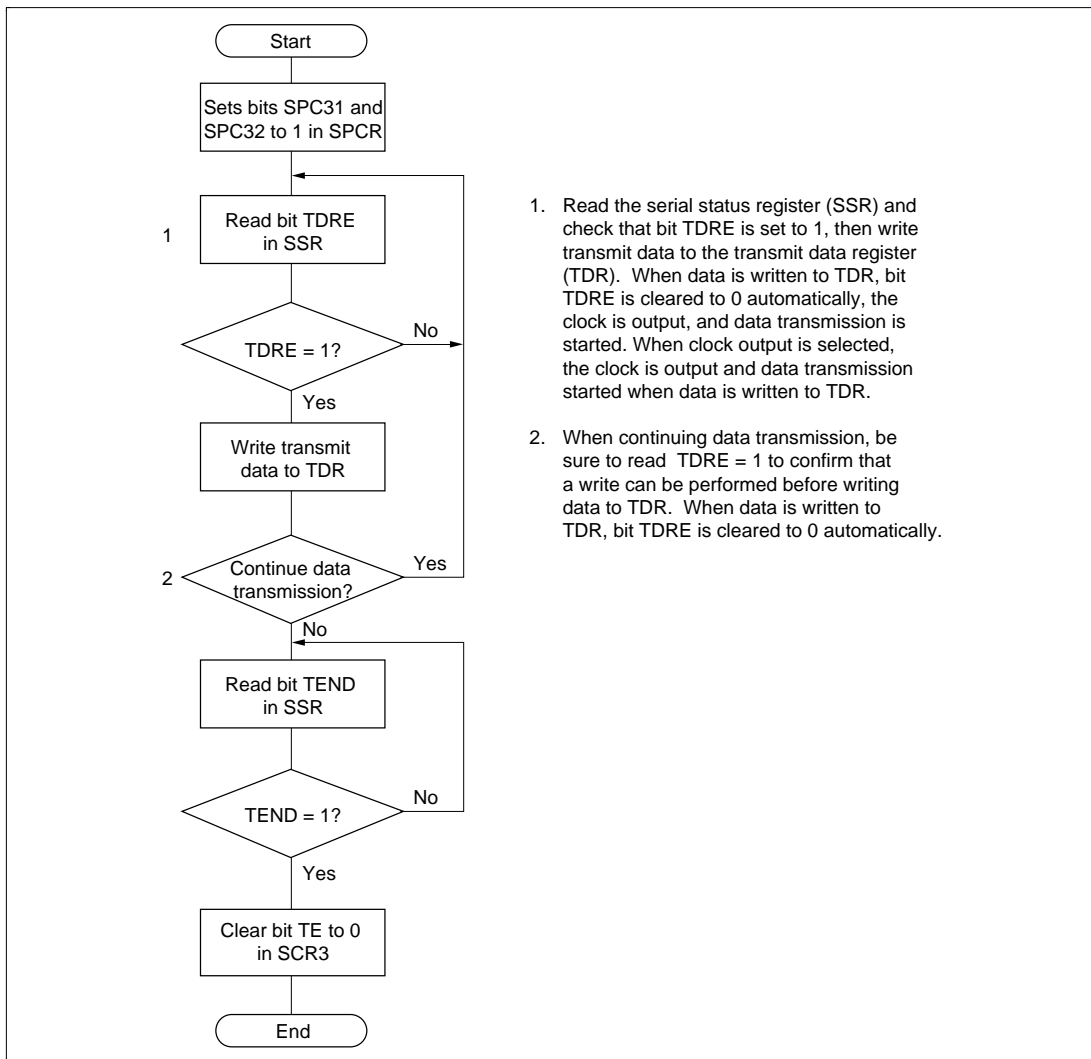 Start
Sets bits SPC31 and
SPC32 to 1 in SPCR
1
Read bit TDRE
in SSR
TDRE = 1?
No
Yes
Write transmit
data to TDR
2
Continue data
transmission?
Yes
No
Read bit TEND
in SSR
TEND = 1?
No
Yes
Clear bit TE to 0
in SCR3
End
1. Read the serial status register (SSR) and
check that bit TDRE is set to 1, then write
transmit data to the transmit data register
(TDR). When data is written to TDR, bit
TDRE is cleared to 0 automatically, the
clock is output, and data transmission is
started. When clock output is selected,
the clock is output and data transmission
started when data is written to TDR.
2. When continuing data transmission, be
sure to read TDRE = 1 to confirm that
a write can be performed before writing
data to TDR. When data is written to
TDR, bit TDRE is cleared to 0 automatically.